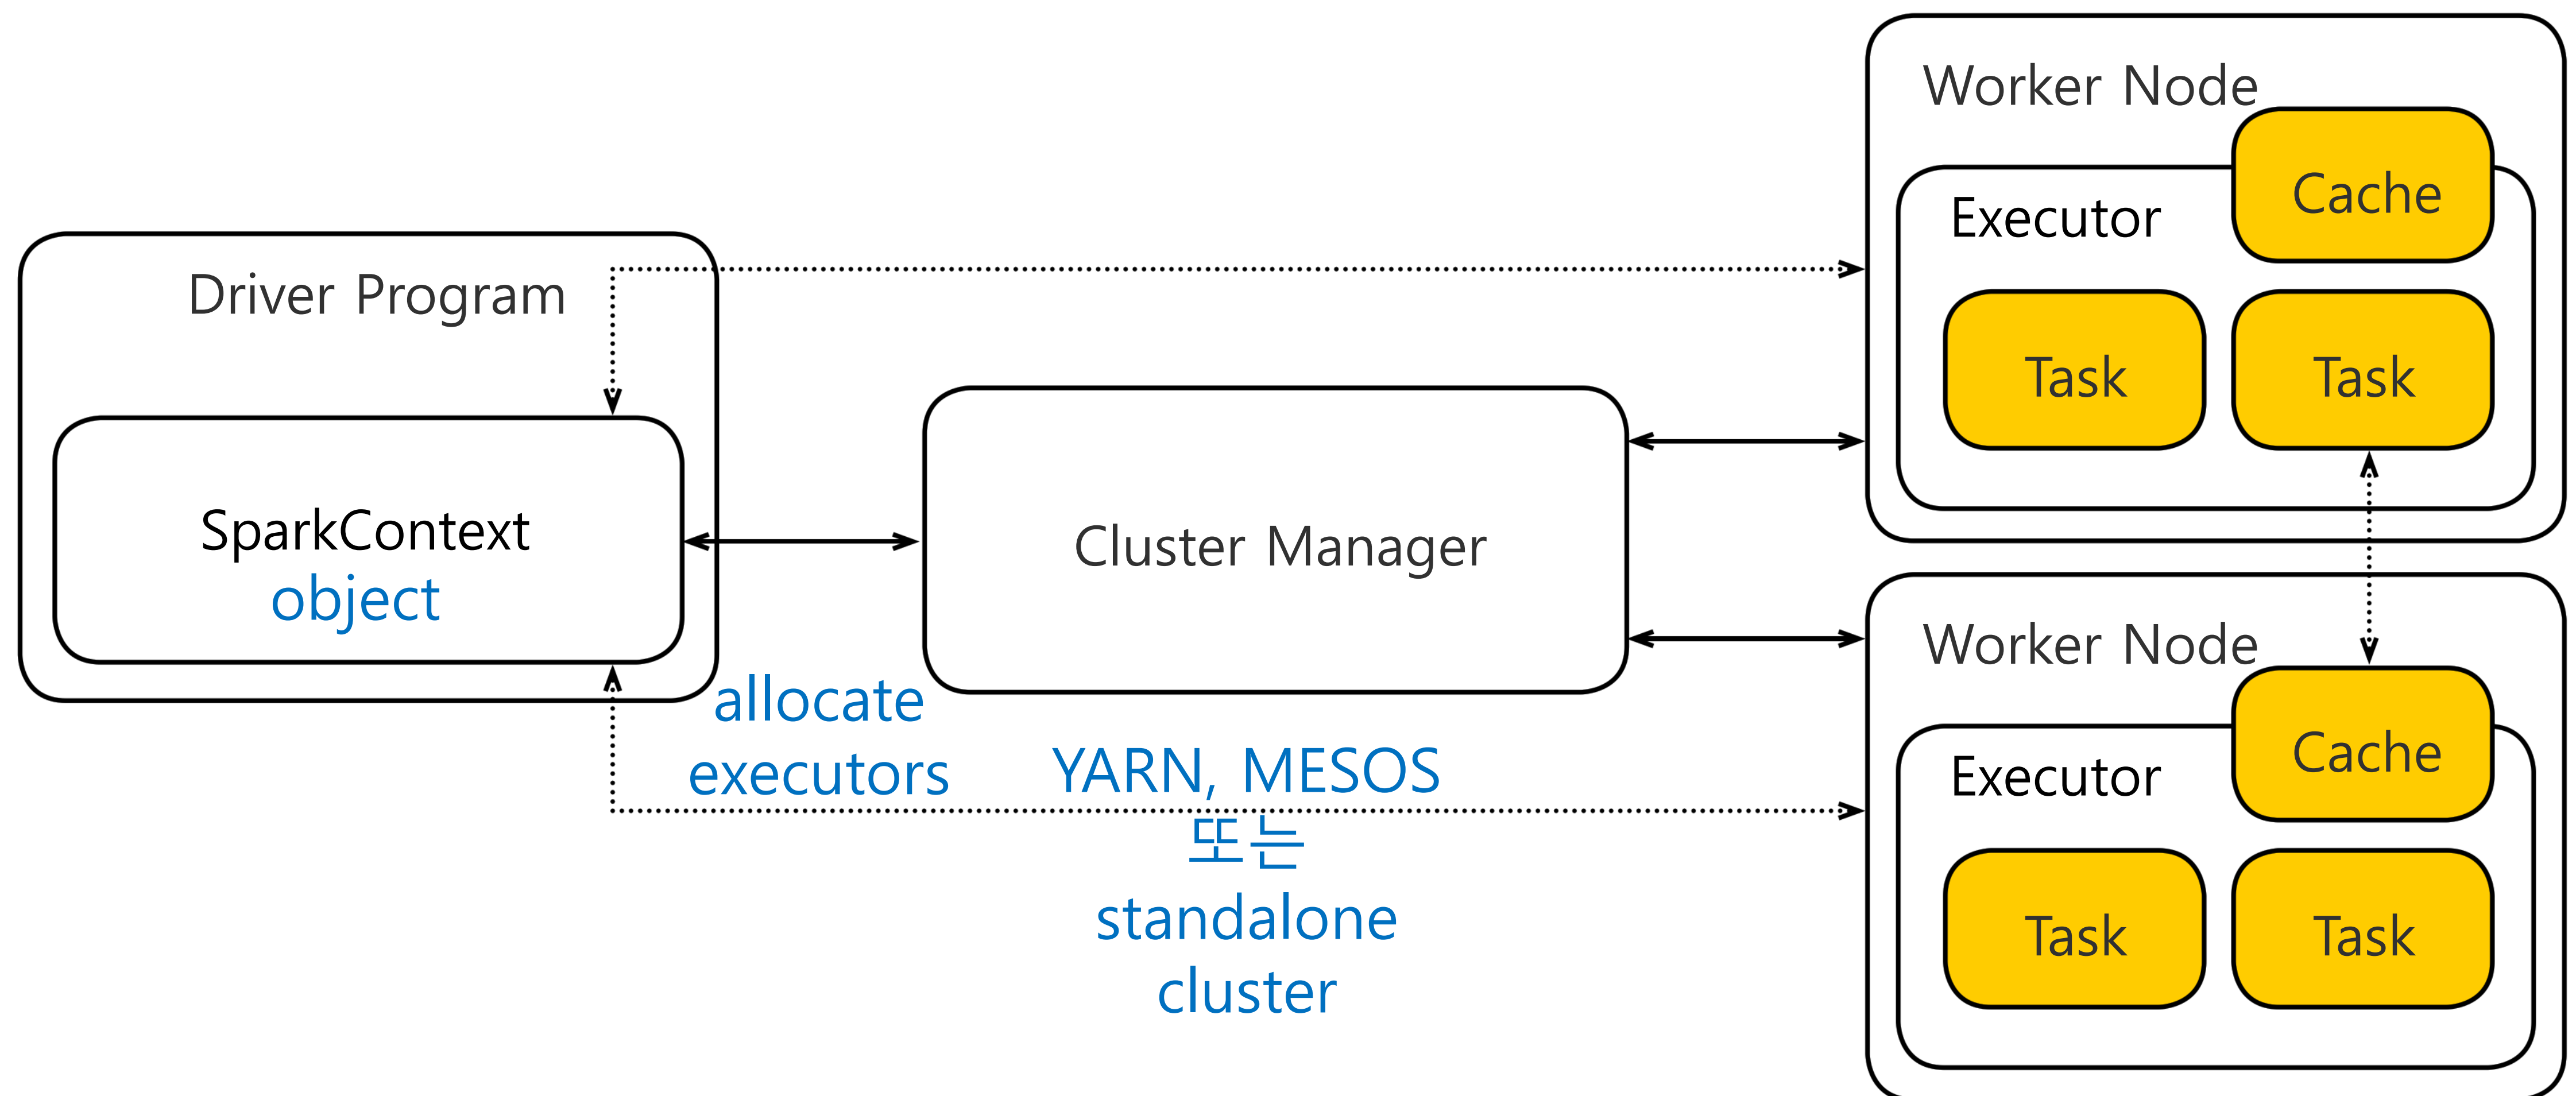 Driver Program
SparkContext
object
allocate
executors
Cluster Manager
YARN, MESOS
또는
standalone
cluster
Worker Node
Cache
Executor
Task
Task
Worker Node
Cache
Executor
Task
Task